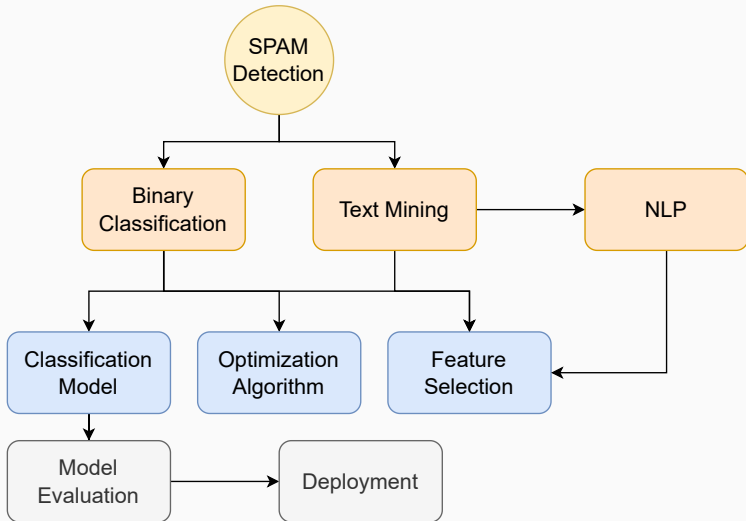 SPAM
Detection
Binary
Classification
Text Mining
NLP
Classification
Model
Optimization
Algorithm
Feature
Selection
Model
Evaluation
Deployment